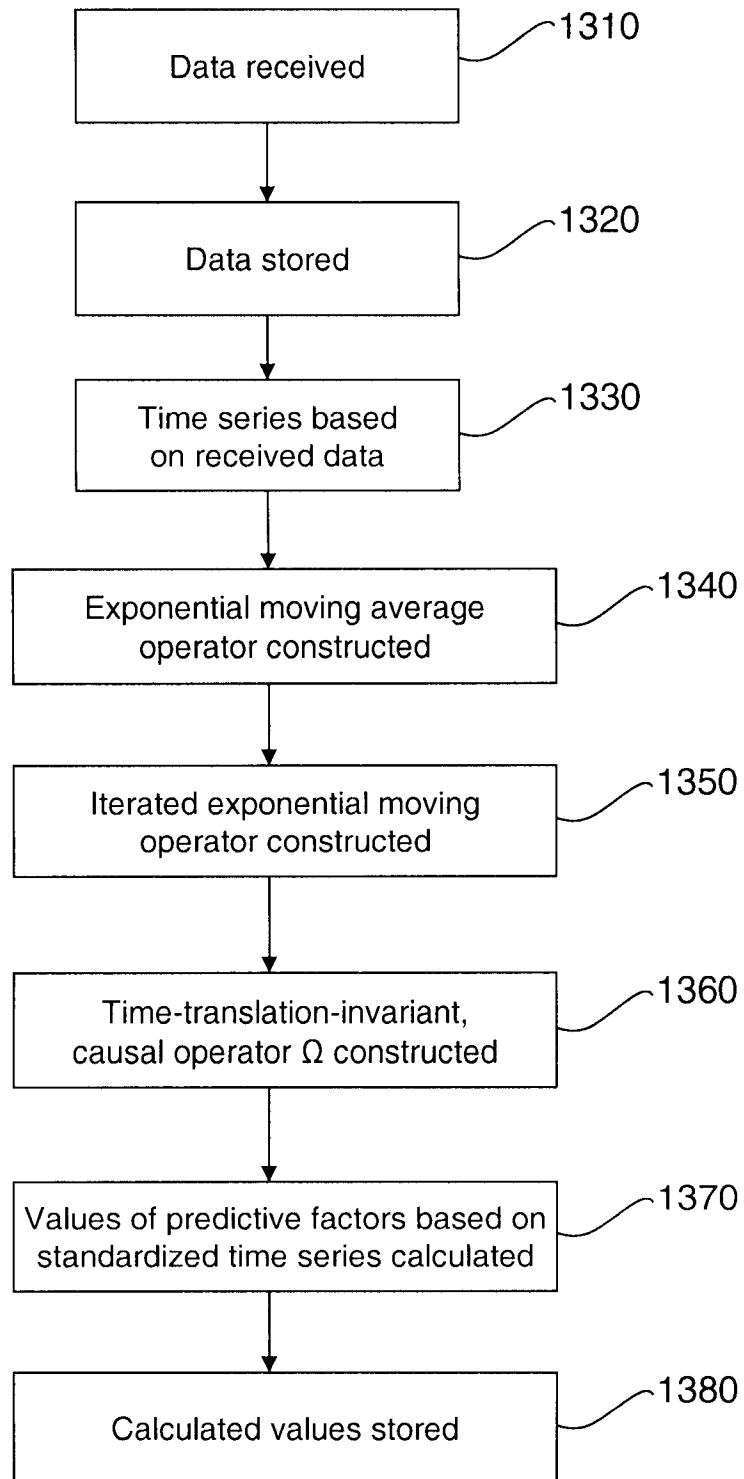 1310
Data received
1320
Data stored
1330
Time series based
on received data
1340
Exponential moving average
operator constructed
1350
Iterated exponential moving
operator constructed
1360
Time-translation-invariant,
causal operator Ω constructed
1370
Values of predictive factors based on
standardized time series calculated
1380
Calculated values stored